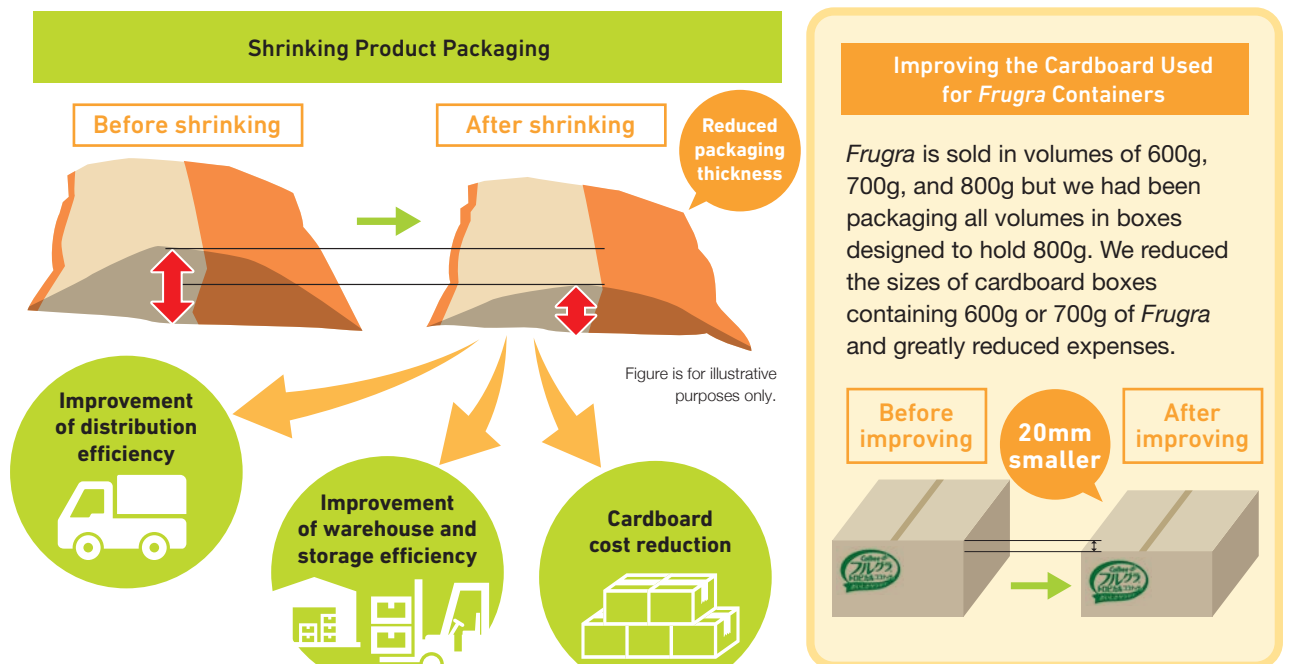 Shrinking Product Packaging
Before shrinking
After shrinking
Reduced
packaging
thickness
Figure is for illustrative
purposes only.
Improvement
of distribution
efficiency
Improvement
of warehouse and
storage efficiency
Cardboard
cost reduction
Improving the Cardboard Used
for Frugra Containers
Frugra is sold in volumes of 600g,
700g, and 800g but we had been
packaging all volumes in boxes
designed to hold 800g. We reduced
the sizes of cardboard boxes
containing 600g or 700g of Frugra
and greatly reduced expenses.
Before
improving
20mm
smaller
After
improving
Calbee
フルグラ
Calbee
フルグラ